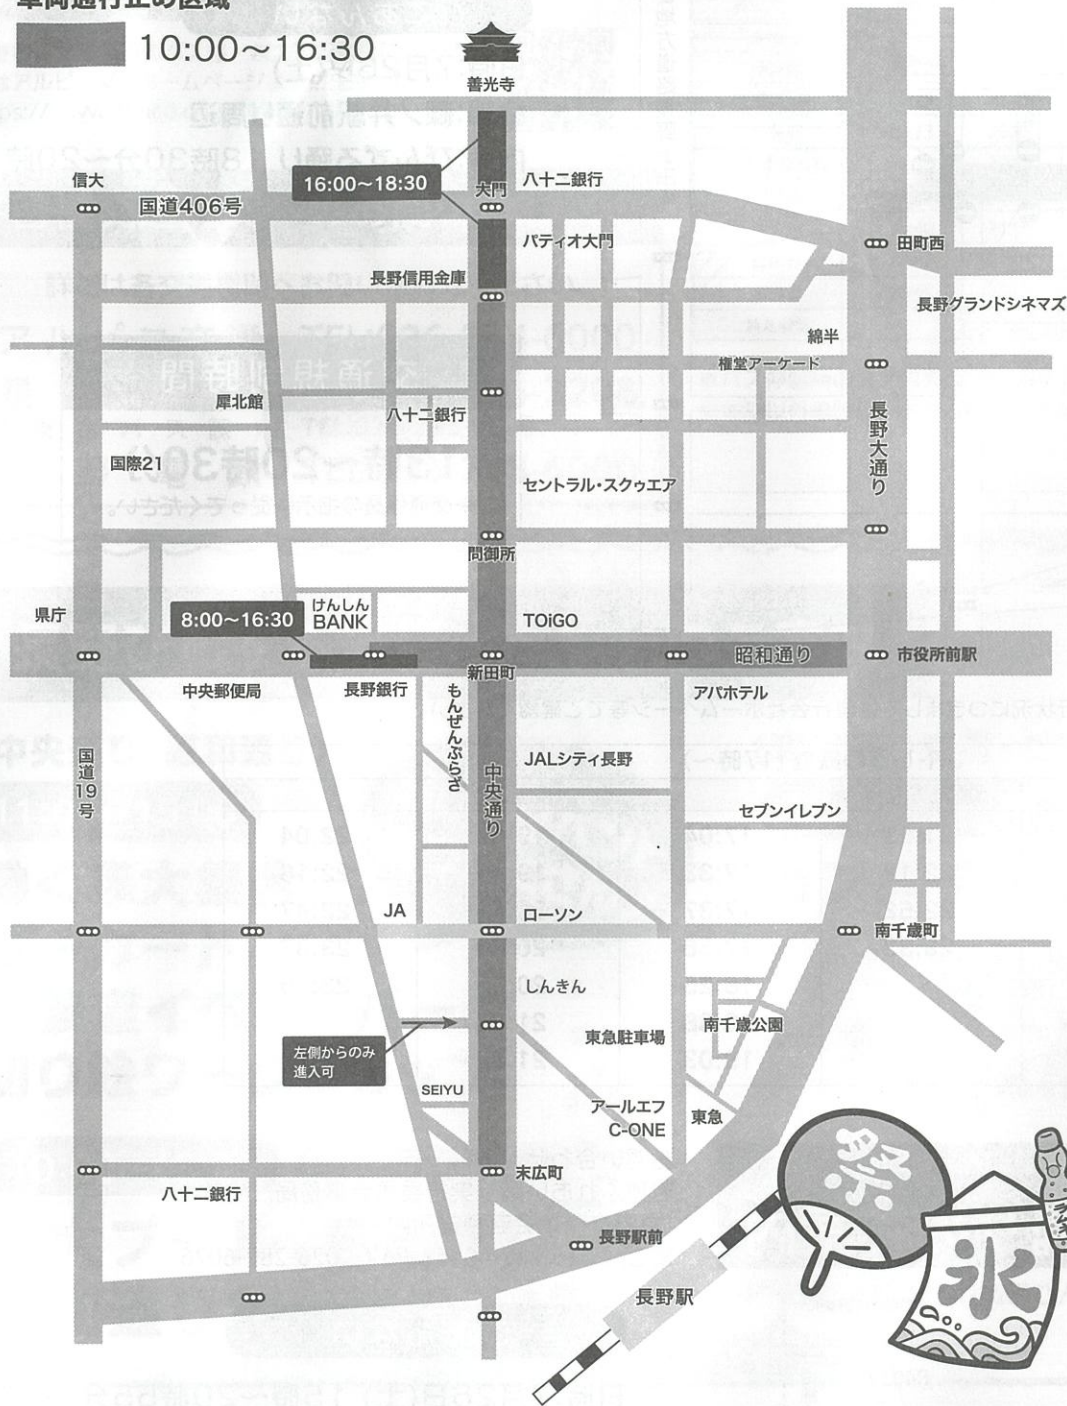 車両通行止め区域
10:00～16:30
善光寺
16:00～18:30
信大
国道406号
大門
八十二銀行
パティオ大門
田町西
長野信用金庫
長野グランドシネマズ
綿半
権堂アーケード
犀北館
八十二銀行
長野大通り
国際21
セントラル・スクゥエア
問御所
県庁
8:00～16:30
けんしん
BANK
TOiGO
昭和通り
市役所前駅
新田町
中央郵便局
長野銀行
もんぜんぷらざ
アパホテル
国道19号
中央通り
JALシティ長野
セブンイレブン
JA
ローソン
南千歳町
しんきん
東急駐車場
南千歳公園
左側からのみ
進入可
SEIYU
アールエフ
C-ONE
東急
末広町
八十二銀行
長野駅前
長野駅
祭
氷
ラムネ